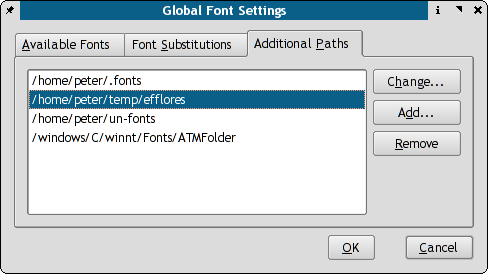 Global Font Settings
Available Fonts Font Substitutions Additional Paths
/home/peter/.fonts
/home/peter/temp/efflores
/home/peter/un-fonts
/windows/C/winnt/Fonts/ATMFolder
Change...
Add...
Remove
OK Cancel